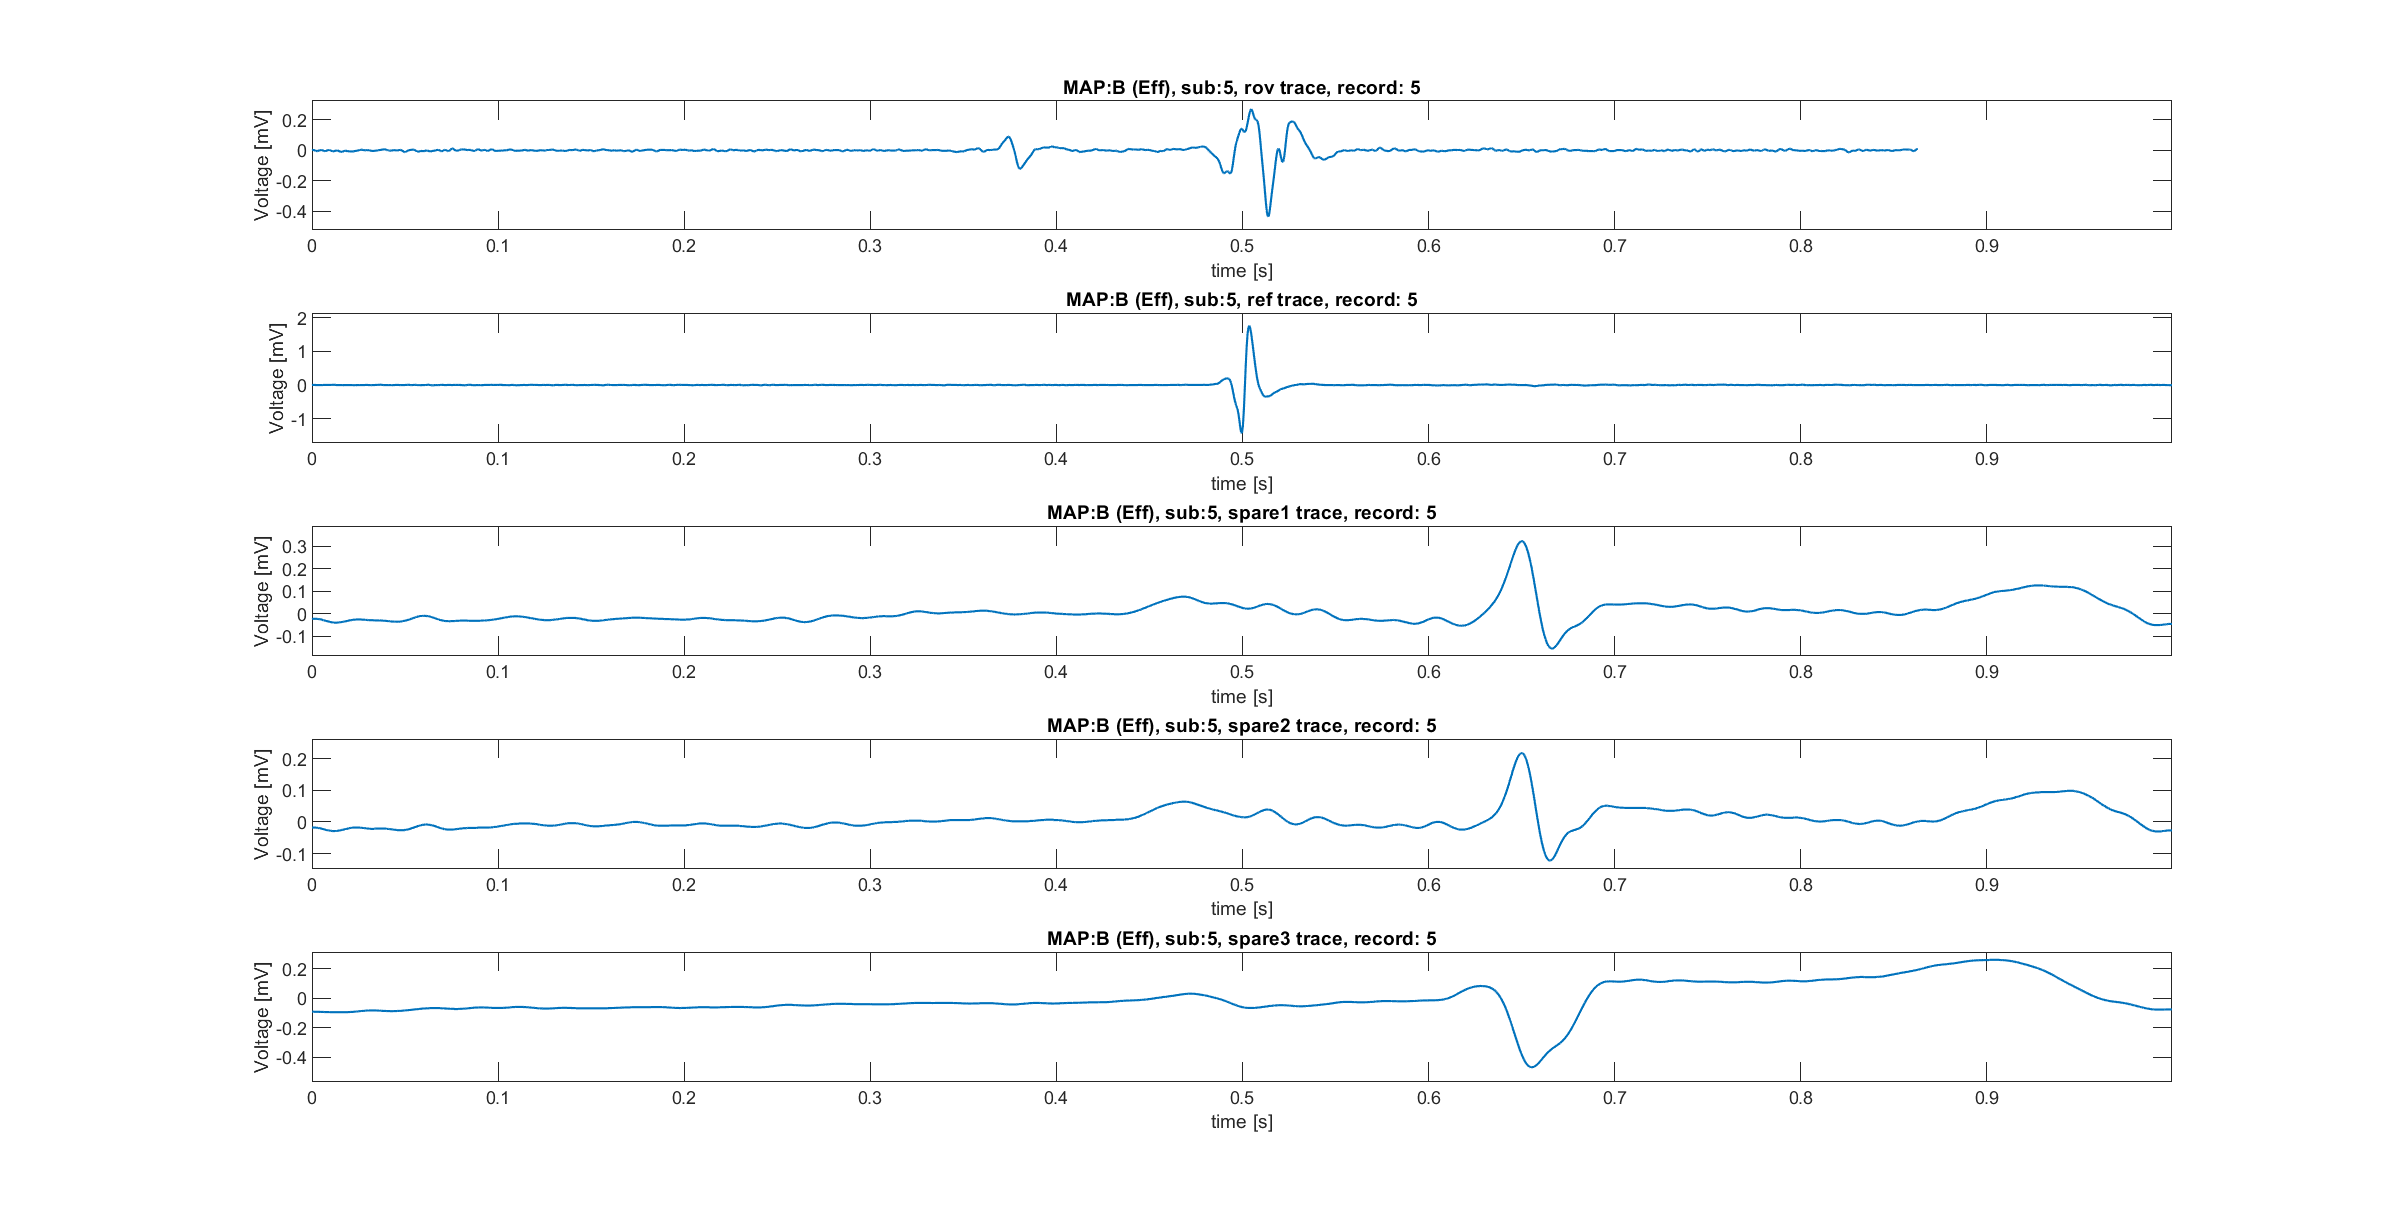 MAP:B (Eff), sub:5, rov trace, record: 5
Voltage [mV]
0.2
0
-0.2
-0.4
0 0.1 0.2 0.3 0.4 0.5 0.6 0.7 0.8 0.9
time [s]
MAP:B (Eff), sub:5, ref trace, record: 5
Voltage [mV]
2
1
0
-1
0 0.1 0.2 0.3 0.4 0.5 0.6 0.7 0.8 0.9
time [s]
MAP:B (Eff), sub:5, spare1 trace, record: 5
Voltage [mV]
0.3
0.2
0.1
0
-0.1
0 0.1 0.2 0.3 0.4 0.5 0.6 0.7 0.8 0.9
time [s]
MAP:B (Eff), sub:5, spare2 trace, record: 5
Voltage [mV]
0.2
0.1
0
-0.1
0 0.1 0.2 0.3 0.4 0.5 0.6 0.7 0.8 0.9
time [s]
MAP:B (Eff), sub:5, spare3 trace, record: 5
Voltage [mV]
0.2
0
-0.2
-0.4
0 0.1 0.2 0.3 0.4 0.5 0.6 0.7 0.8 0.9
time [s]